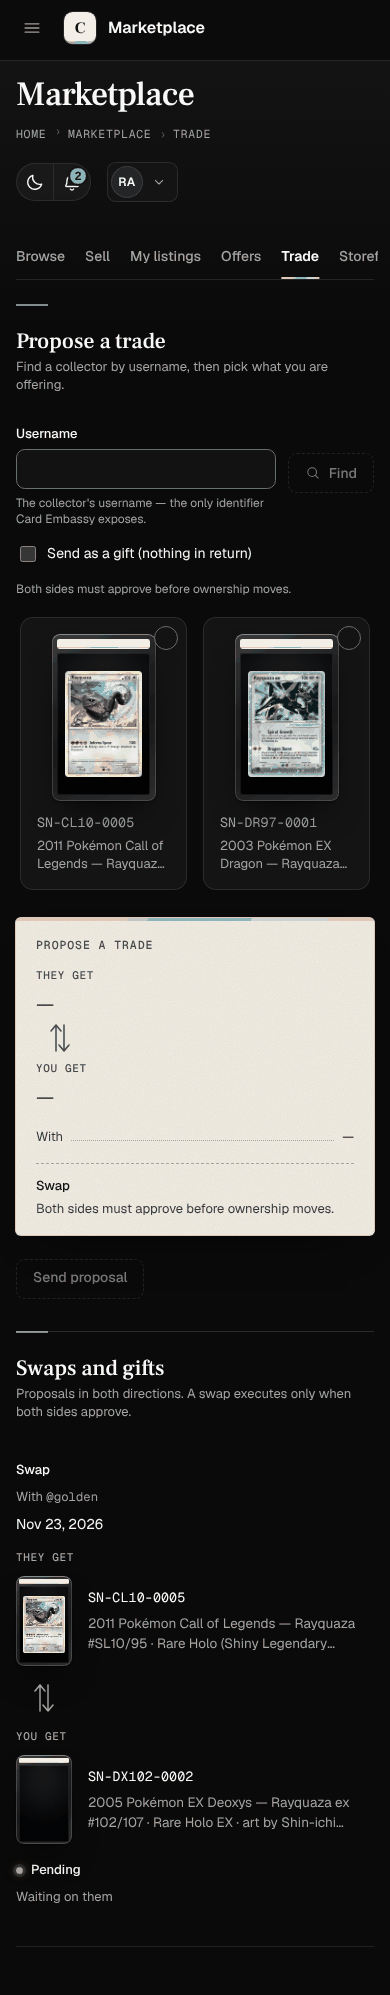 C
Marketplace
Marketplace
HOME › MARKETPLACE › TRADE
2
RA
Browse Sell My listings Offers Trade Storef
Propose a trade
Find a collector by username, then pick what you are
offering.
Username
Find
The collector's username — the only identifier
Card Embassy exposes.
Send as a gift (nothing in return)
Both sides must approve before ownership moves.
Rayquaza
Rayquaza ex
SN-CL10-0005
2011 Pokémon Call of
Legends — Rayquaz…
SN-DR97-0001
2003 Pokémon EX
Dragon — Rayquaza…
PROPOSE A TRADE
THEY GET
—
YOU GET
—
With —
Swap
Both sides must approve before ownership moves.
Send proposal
Swaps and gifts
Proposals in both directions. A swap executes only when
both sides approve.
Swap
With @golden
Nov 23, 2026
THEY GET
SN-CL10-0005
2011 Pokémon Call of Legends — Rayquaza
#SL10/95 · Rare Holo (Shiny Legendary…
YOU GET
SN-DX102-0002
2005 Pokémon EX Deoxys — Rayquaza ex
#102/107 · Rare Holo EX · art by Shin-ichi…
Pending
Waiting on them